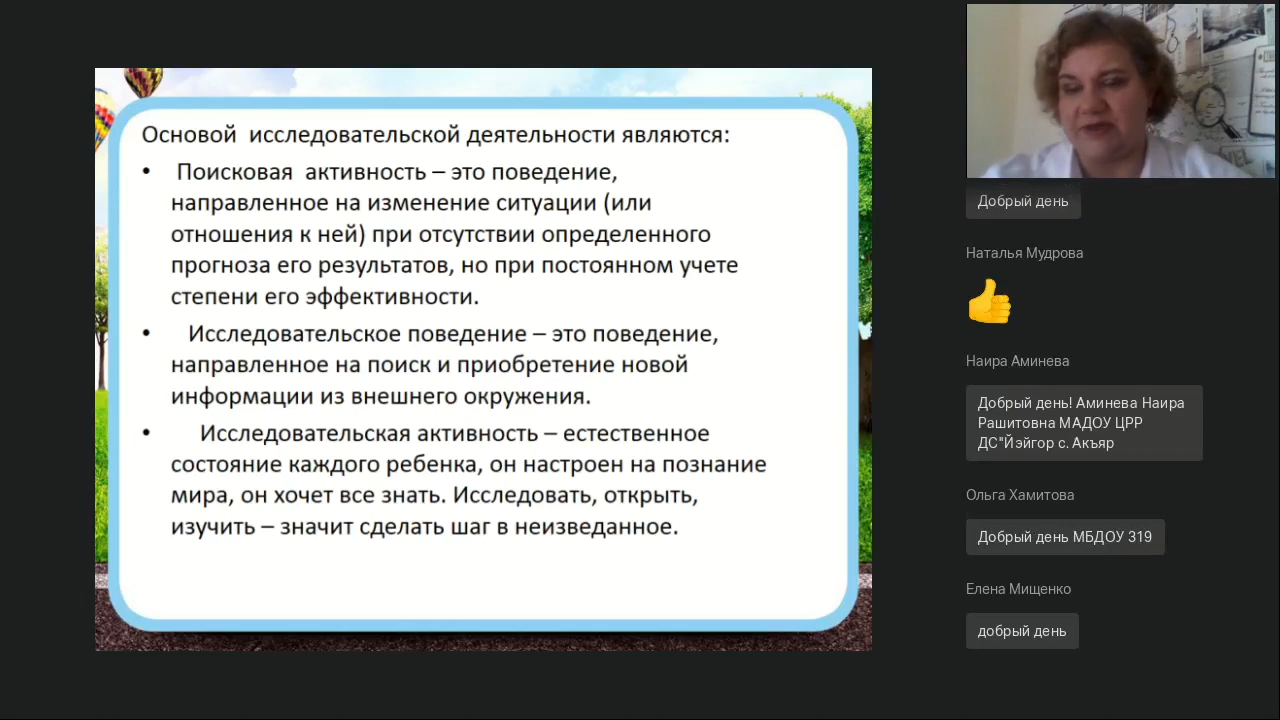 Основой исследовательской деятельности являются:
• Поисковая активность – это поведение,
направленное на изменение ситуации (или
отношения к ней) при отсутствии определенного
прогноза его результатов, но при постоянном учете
степени его эффективности.
• Исследовательское поведение – это поведение,
направленное на поиск и приобретение новой
информации из внешнего окружения.
• Исследовательская активность – естественное
состояние каждого ребенка, он настроен на познание
мира, он хочет все знать. Исследовать, открыть,
изучить – значит сделать шаг в неизведанное.
Добрый день
Наталья Мудрова
Наира Аминева
Добрый день! Аминева Наира
Рашитовна МАДОУ ЦРР
ДС"Йэйгор с. Акъяр
Ольга Хамитова
Добрый день МБДОУ 319
Елена Мищенко
добрый день